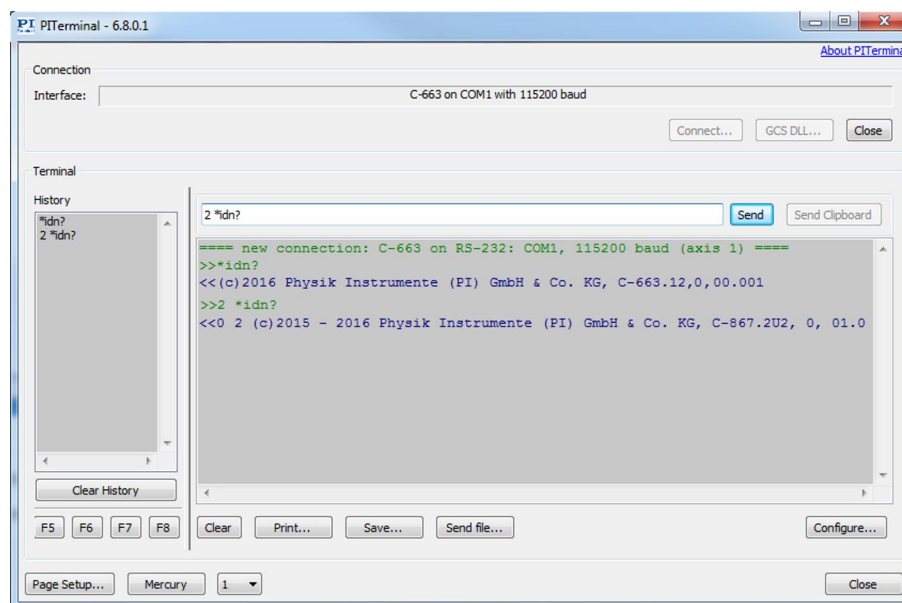 PI PITerminal - 6.8.0.1
About PITermina
Connection
Interface: C-663 on COM1 with 115200 baud
Connect... GCS DLL... Close
Terminal
History
*idn?
2 *idn?
2 *idn? Send Send Clipboard
==== new connection: C-663 on RS-232: COM1, 115200 baud (axis 1) ====
>>*idn?
<<(c)2016 Physik Instrumente (PI) GmbH & Co. KG, C-663.12,0,00.001
>>2 *idn?
<<0 2 (c)2015 - 2016 Physik Instrumente (PI) GmbH & Co. KG, C-867.2U2, 0, 01.0
Clear History
F5 F6 F7 F8 Clear Print... Save... Send file... Configure...
Page Setup... Mercury 1 Close